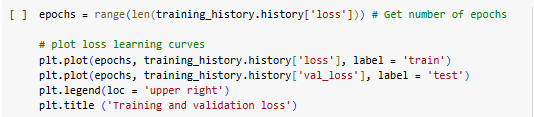 [ ] epochs = range(len(training_history.history['loss'])) # Get number of epochs
# plot loss learning curves
plt.plot(epochs, training_history.history['loss'], label = 'train')
plt.plot(epochs, training_history.history['val_loss'], label = 'test')
plt.legend(loc = 'upper right')
plt.title ('Training and validation loss')